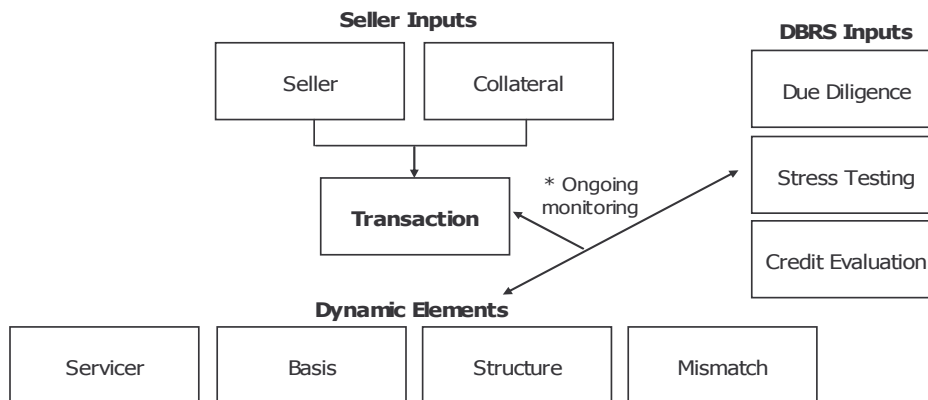 Seller Inputs
DBRS Inputs
Seller
Collateral
Due Diligence
Stress Testing
Credit Evaluation
* Ongoing
monitoring
Transaction
Dynamic Elements
Servicer
Basis
Structure
Mismatch